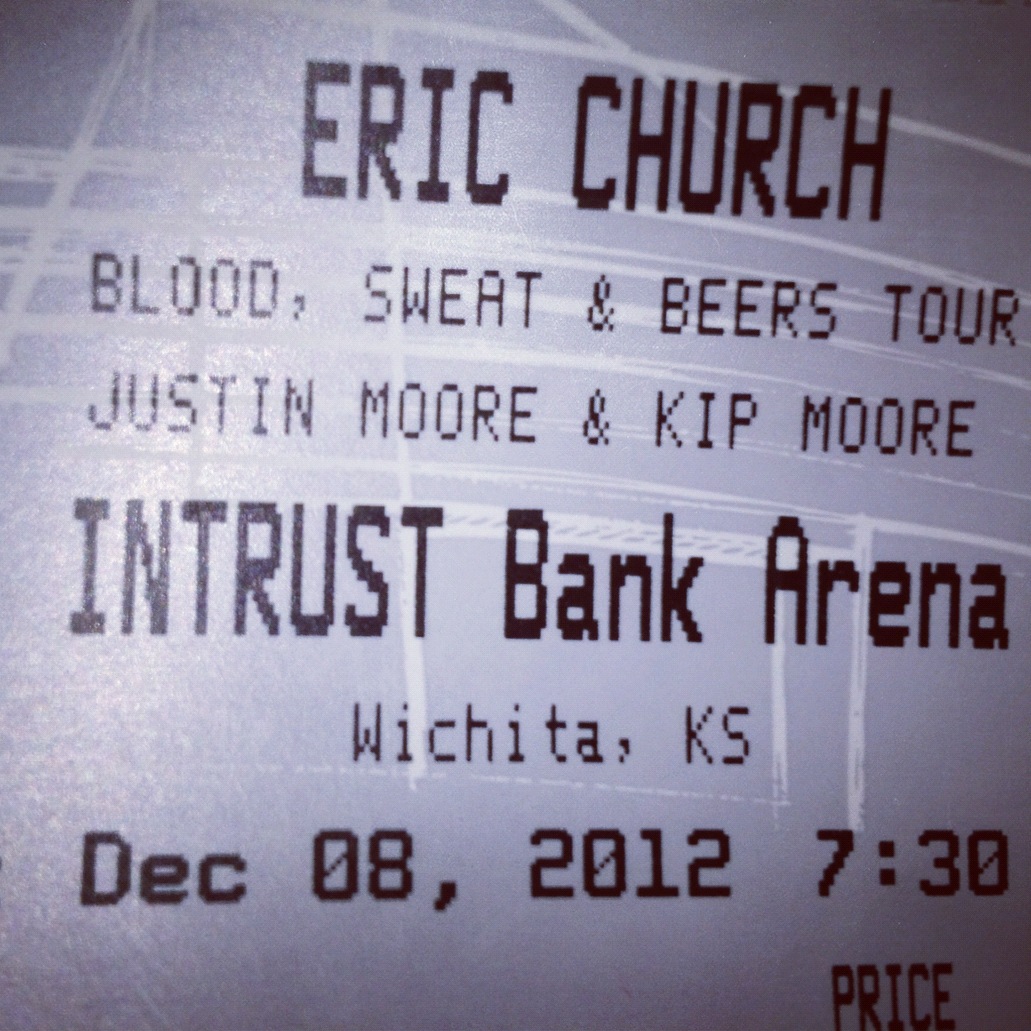 ERIC CHURCH
BLOOD, SWEAT & BEERS TOUR
JUSTIN MOORE & KIP MOORE
INTRUST Bank Arena
Wichita, KS
Dec 08, 2012 7:30
PRICE